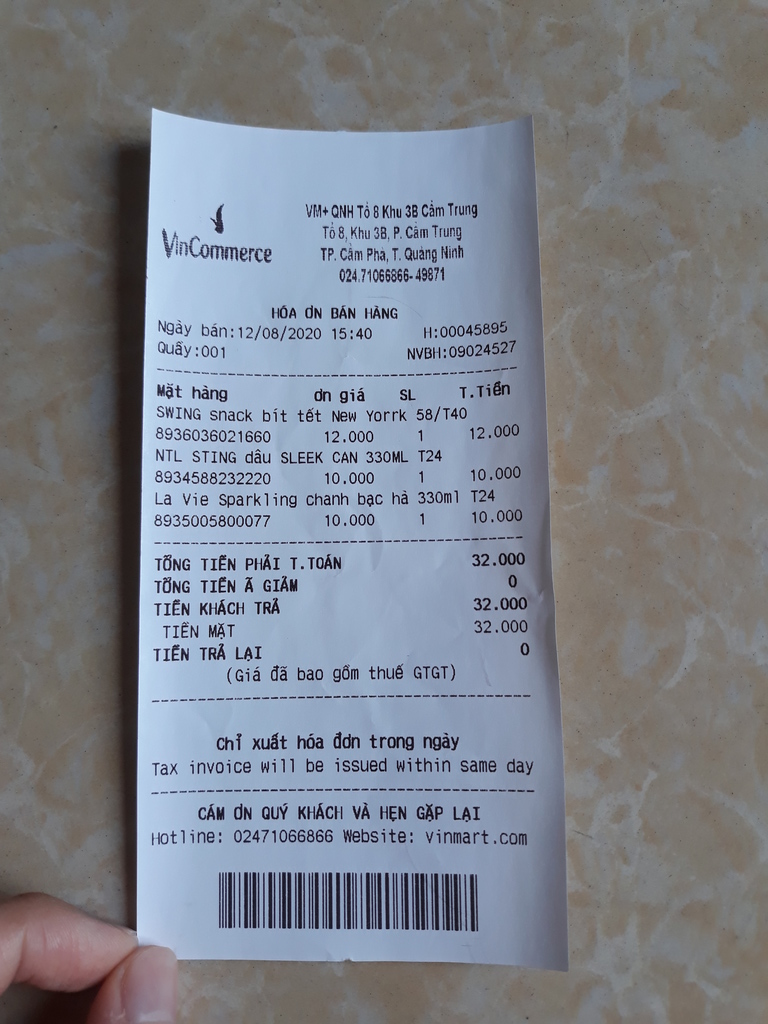 VinCommerce
VM+ QNH Tổ 8 Khu 3B Cẩm Trung
Tổ 8, Khu 3B, P. Cẩm Trung
TP. Cẩm Phả, T. Quảng Ninh
024.71066866-49871
HÓA ƠN BÁN HÀNG
Ngày bán:12/08/2020 15:40 H:00045895
Quầy:001 NVBH:09024527
Mặt hàng ơn giá SL T.Tiền
SWING snack bít tết New Yorrk 58/T40
8936036021660 12.000 1 12.000
NTL STING dâu SLEEK CAN 330ML T24
8934588232220 10.000 1 10.000
La Vie Sparkling chanh bạc hà 330ml T24
8935005800077 10.000 1 10.000
TỔNG TIỀN PHẢI T.TOÁN 32.000
TỔNG TIỀN Ã GIẢM 0
TIỀN KHÁCH TRẢ 32.000
TIỀN MẶT 32.000
TIỀN TRẢ LẠI 0
(Giá đã bao gồm thuế GTGT)
Chỉ xuất hóa đơn trong ngày
Tax invoice will be issued within same day
CÁM ƠN QUÝ KHÁCH VÀ HẸN GẶP LẠI
Hotline: 02471066866 Website: vinmart.com